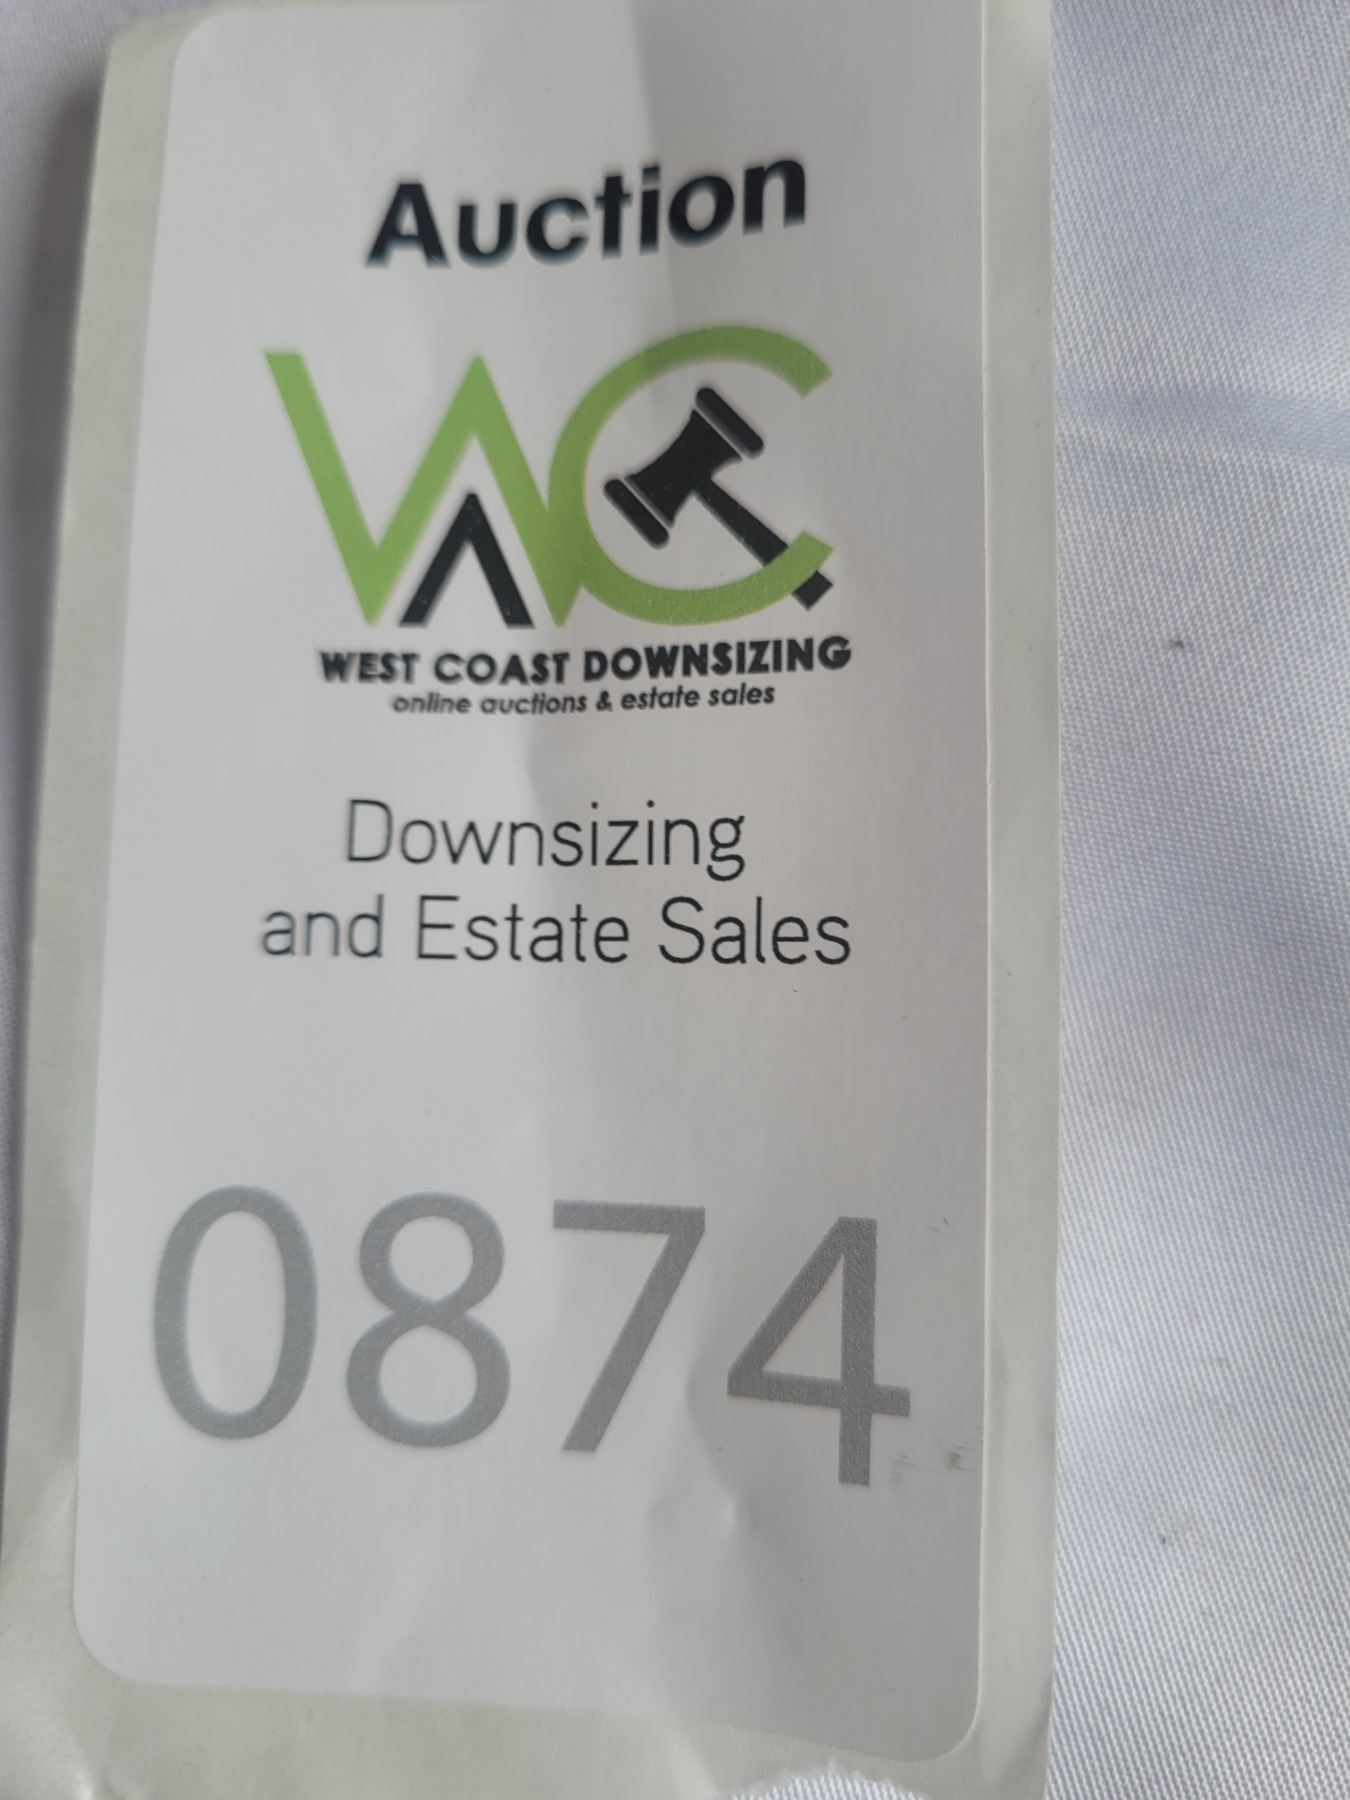 Auction
WC
WEST COAST DOWNSIZING
online auctions & estate sales
Downsizing
and Estate Sales
0874